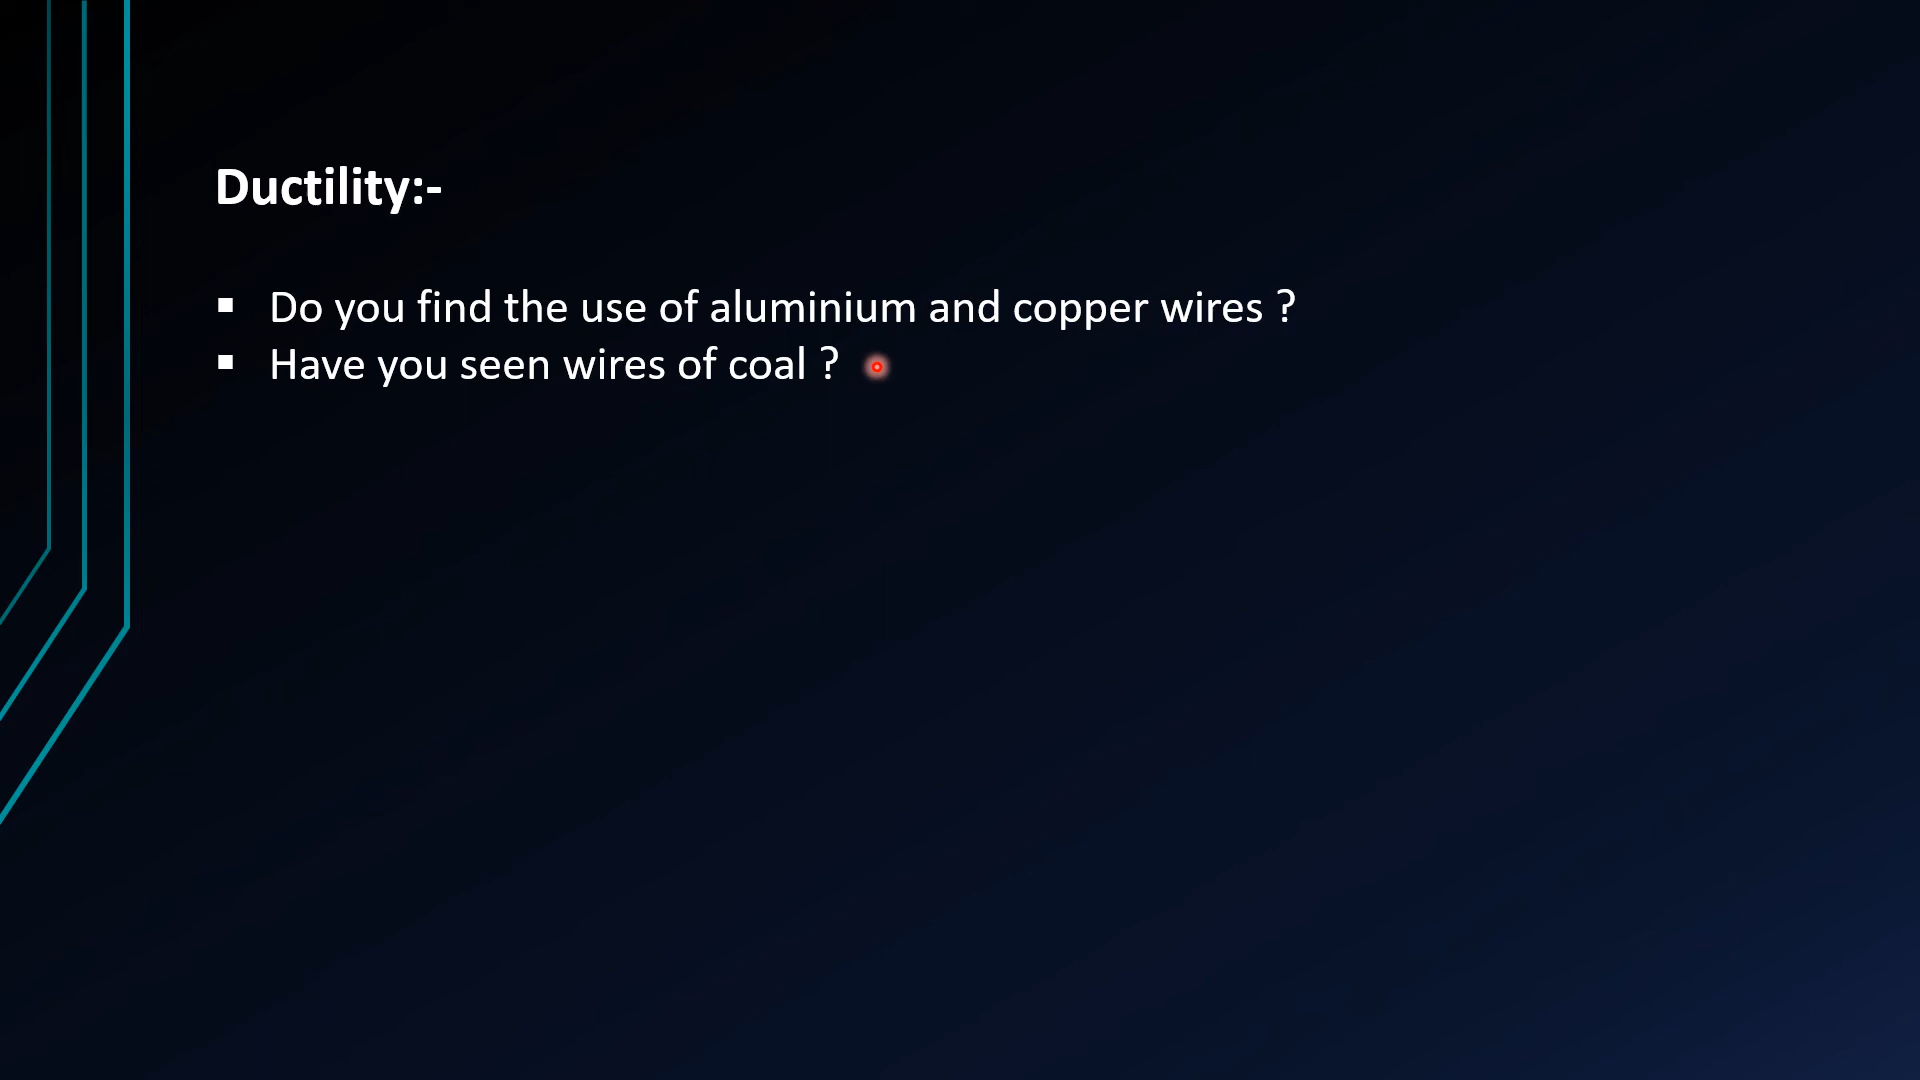 Ductility:-
▪ Do you find the use of aluminium and copper wires ?
▪ Have you seen wires of coal ?